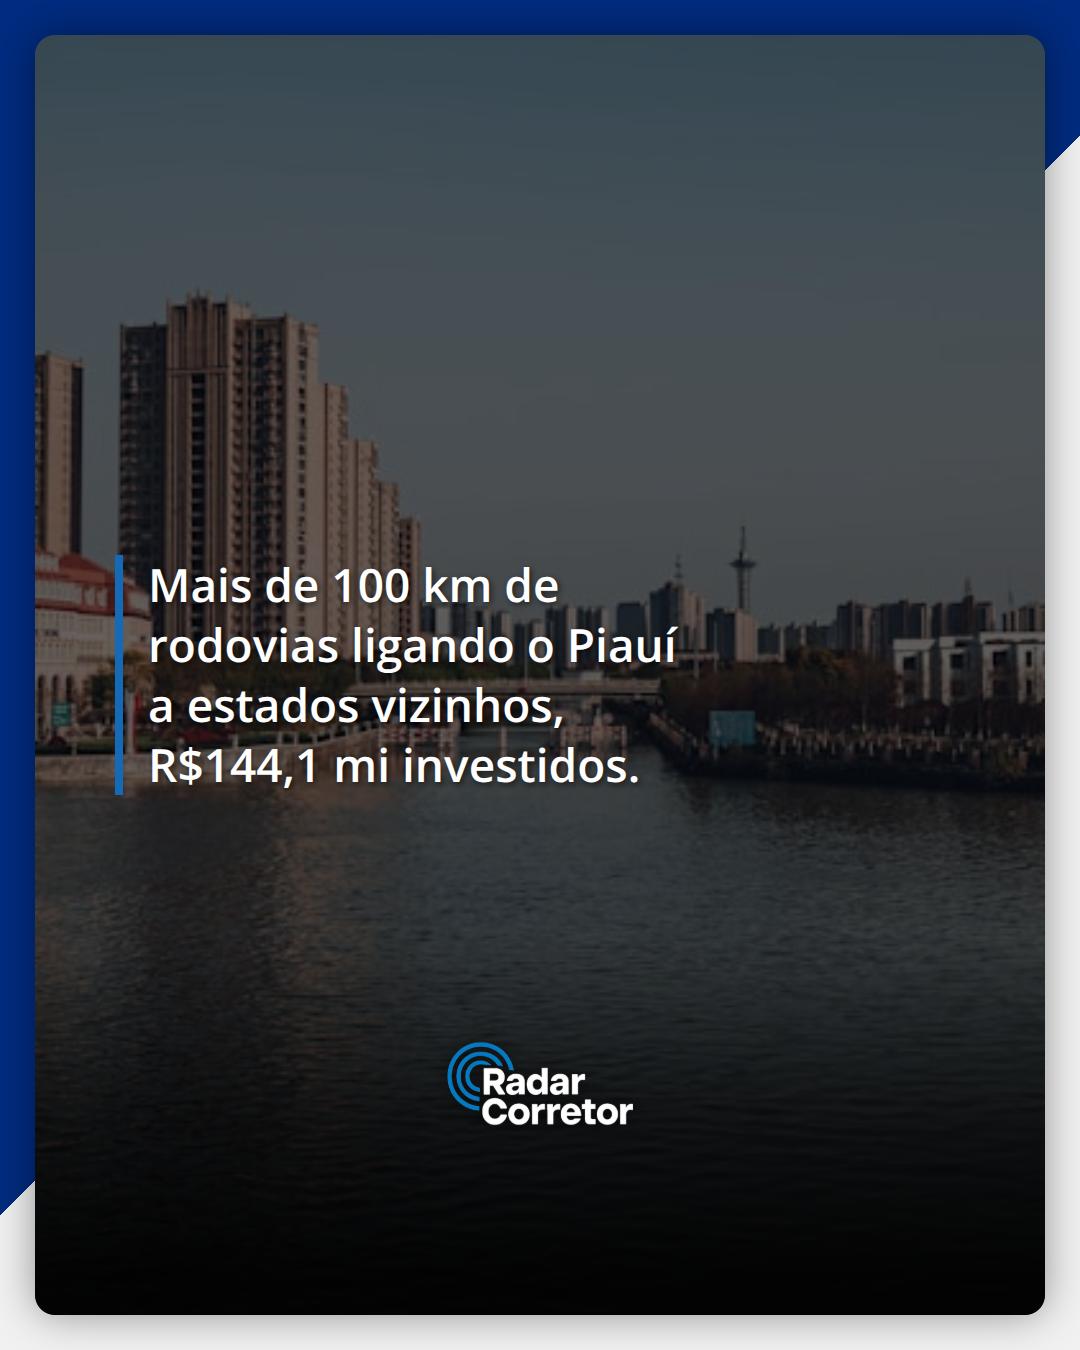 Mais de 100 km de
rodovias ligando o Piauí
a estados vizinhos,
R$144,1 mi investidos.
Radar
Corretor